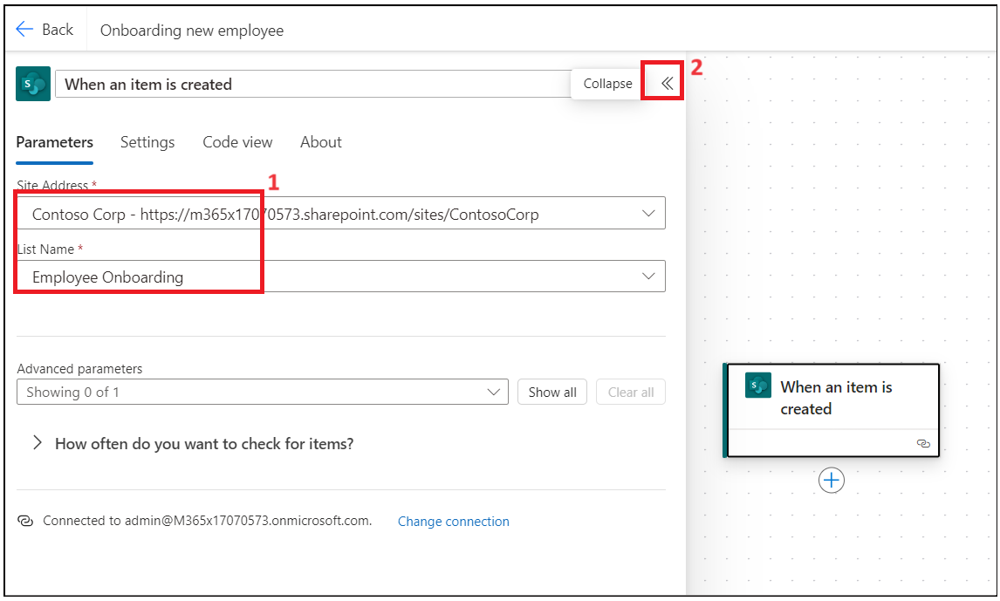 Back
Onboarding new employee
When an item is created
Collapse
2
Parameters
Settings
Code view
About
Site Address *
1
Contoso Corp - https://m365x17070573.sharepoint.com/sites/ContosoCorp
List Name *
Employee Onboarding
Advanced parameters
Showing 0 of 1
Show all
Clear all
How often do you want to check for items?
Connected to admin@M365x17070573.onmicrosoft.com.
Change connection
S
When an item is
created